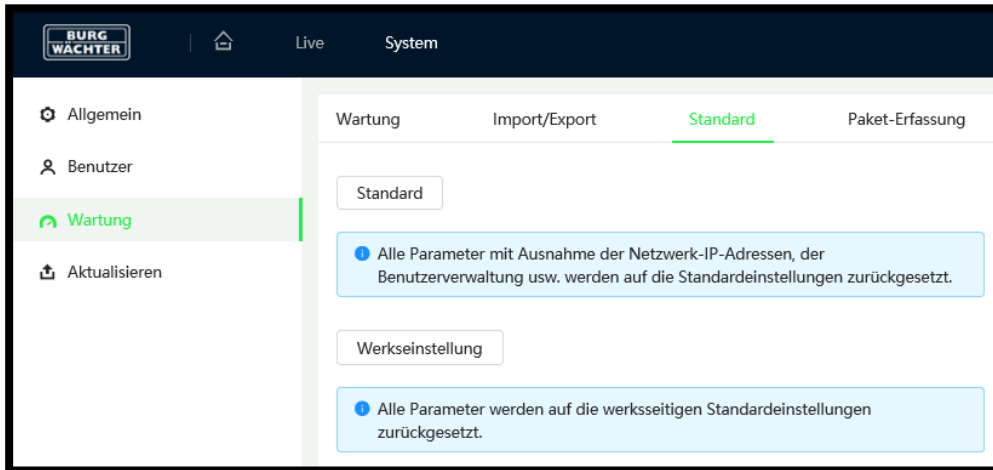 BURG
WÄCHTER
Live
System
Allgemein
Benutzer
Wartung
Aktualisieren
Wartung
Import/Export
Standard
Paket-Erfassung
Standard
Alle Parameter mit Ausnahme der Netzwerk-IP-Adressen, der
Benutzerverwaltung usw. werden auf die Standardeinstellungen zurückgesetzt.
Werkseinstellung
Alle Parameter werden auf die werksseitigen Standardeinstellungen
zurückgesetzt.